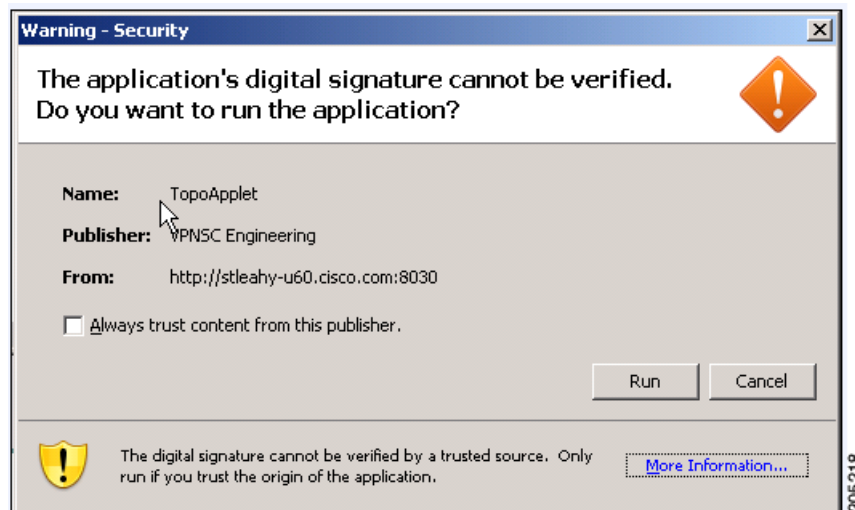 Warning - Security
The application's digital signature cannot be verified.
Do you want to run the application?
Name: TopoApplet
Publisher: VPNSC Engineering
From: http://stleahy-u60.cisco.com:8030
Always trust content from this publisher.
Run Cancel
The digital signature cannot be verified by a trusted source. Only
run if you trust the origin of the application.
More Information...
205218